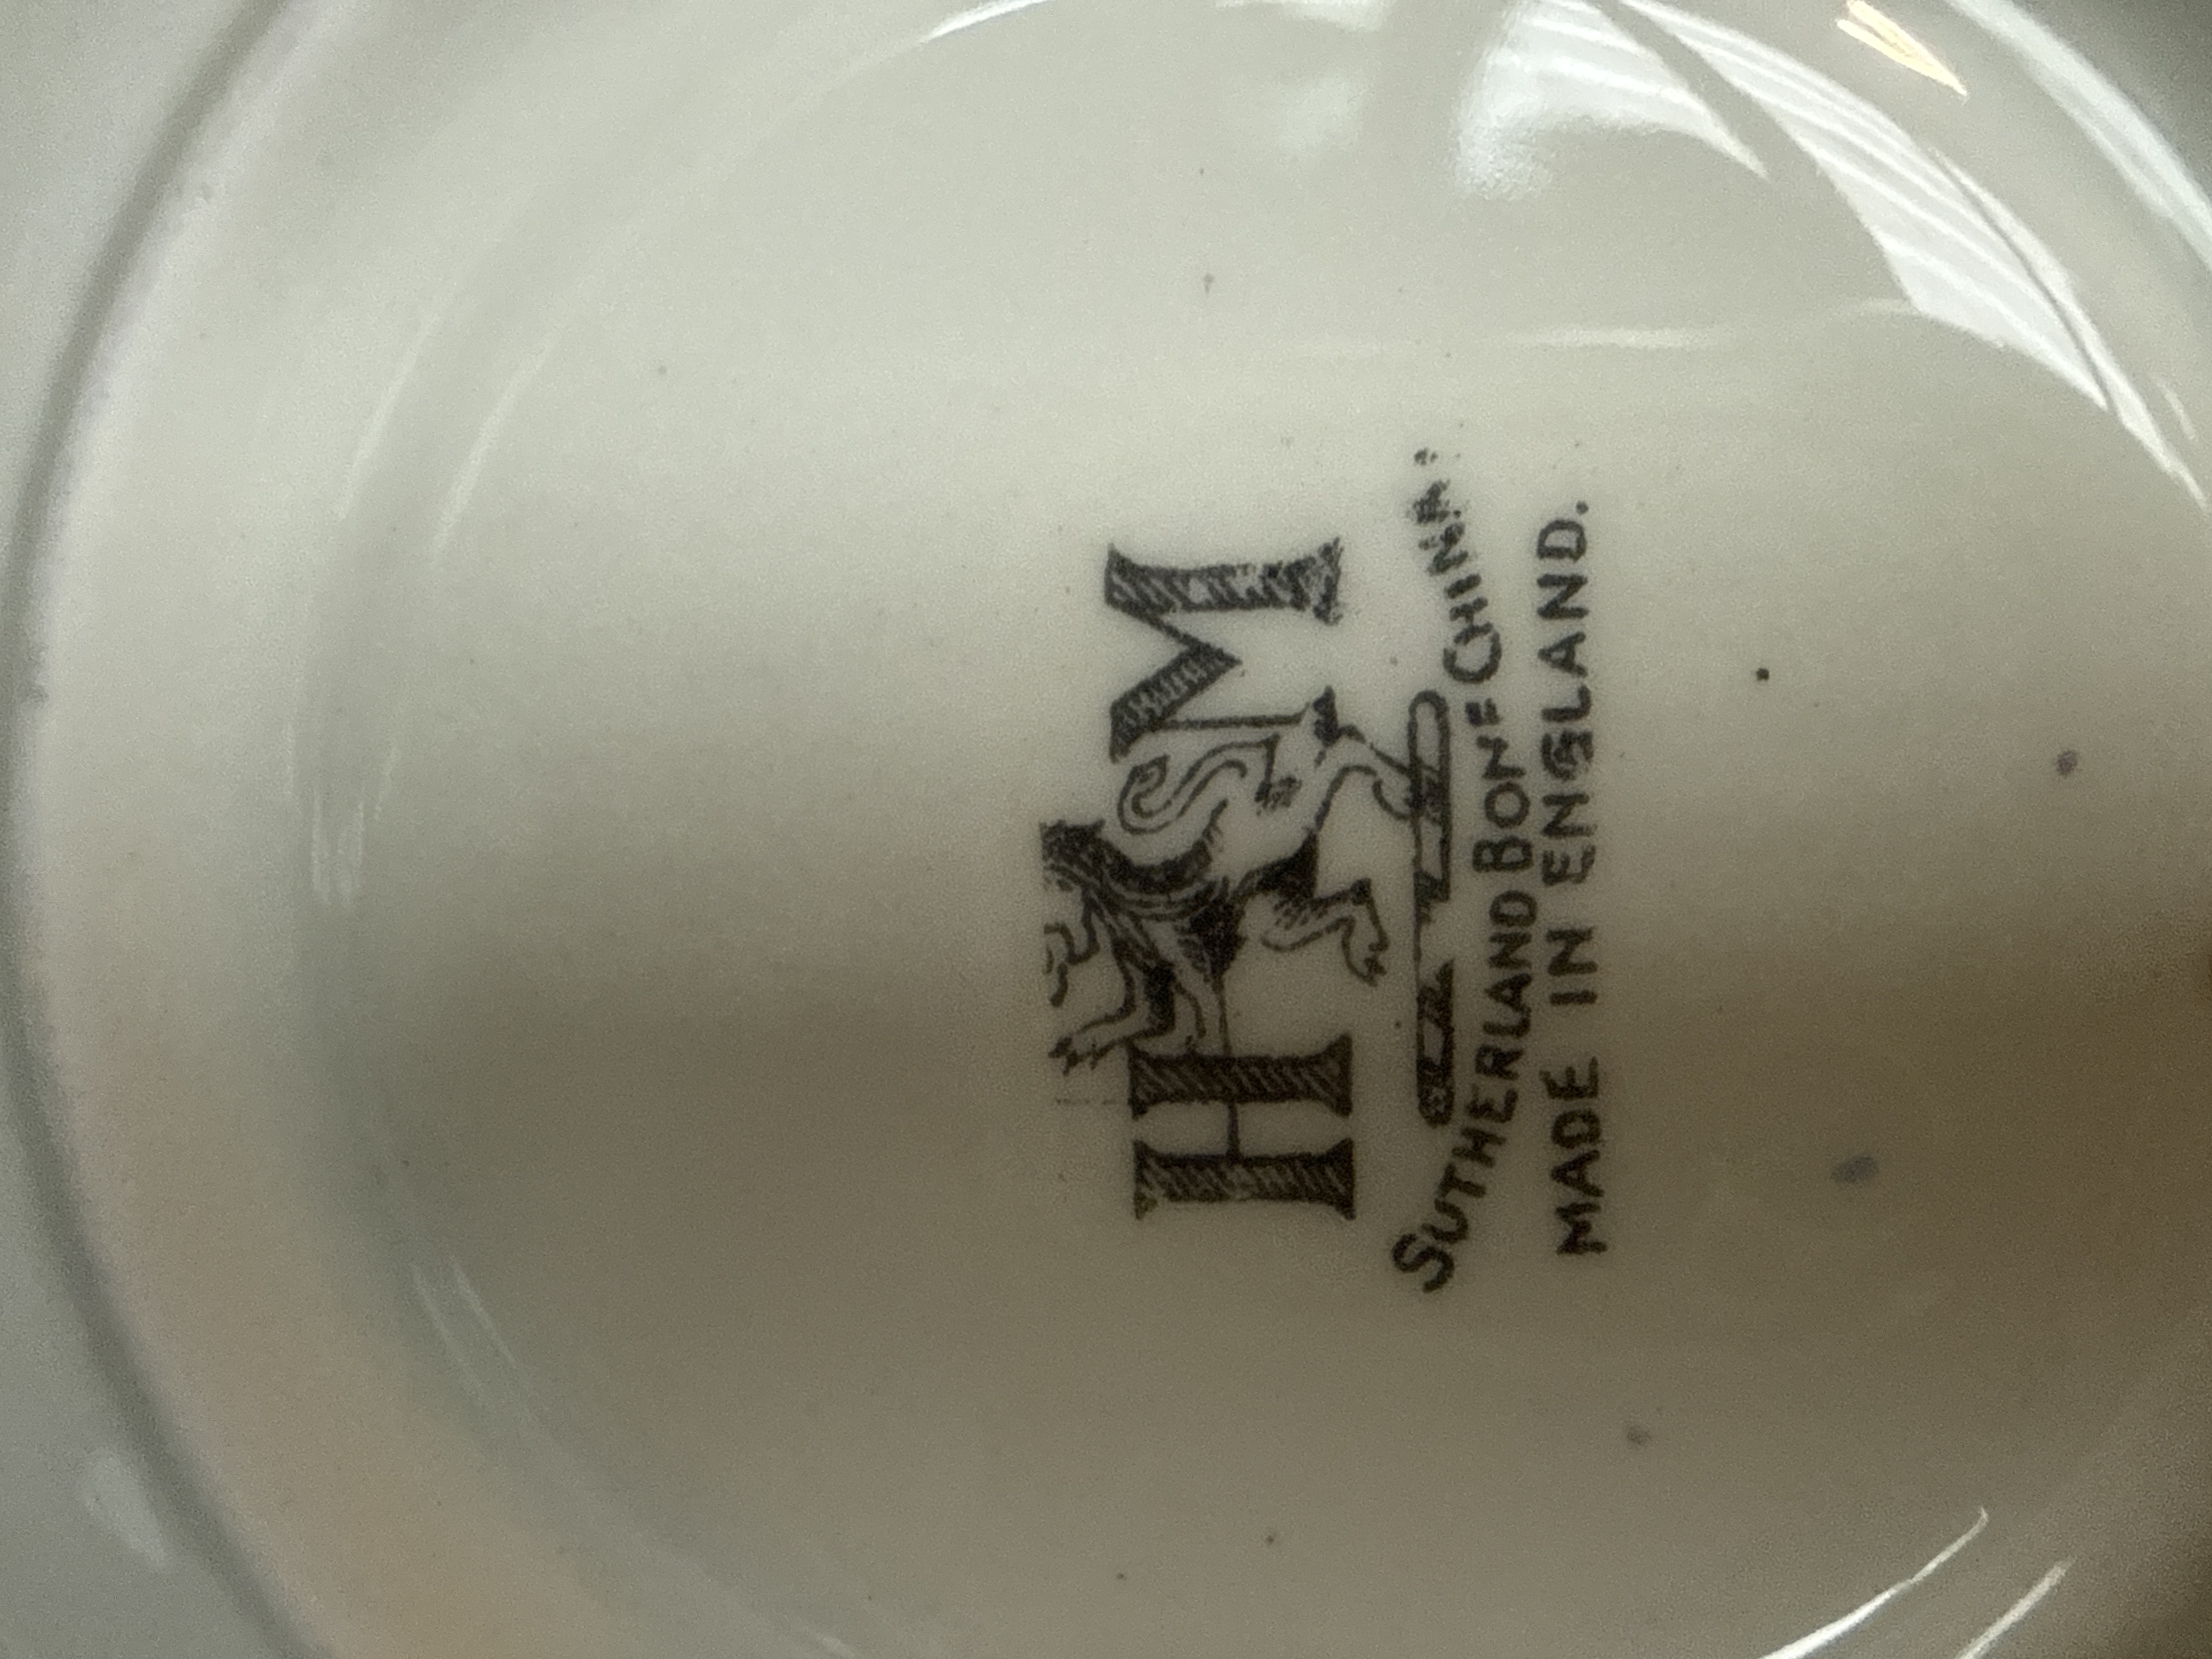 H M
SUTHERLAND BONE CHINA
MADE IN ENGLAND.